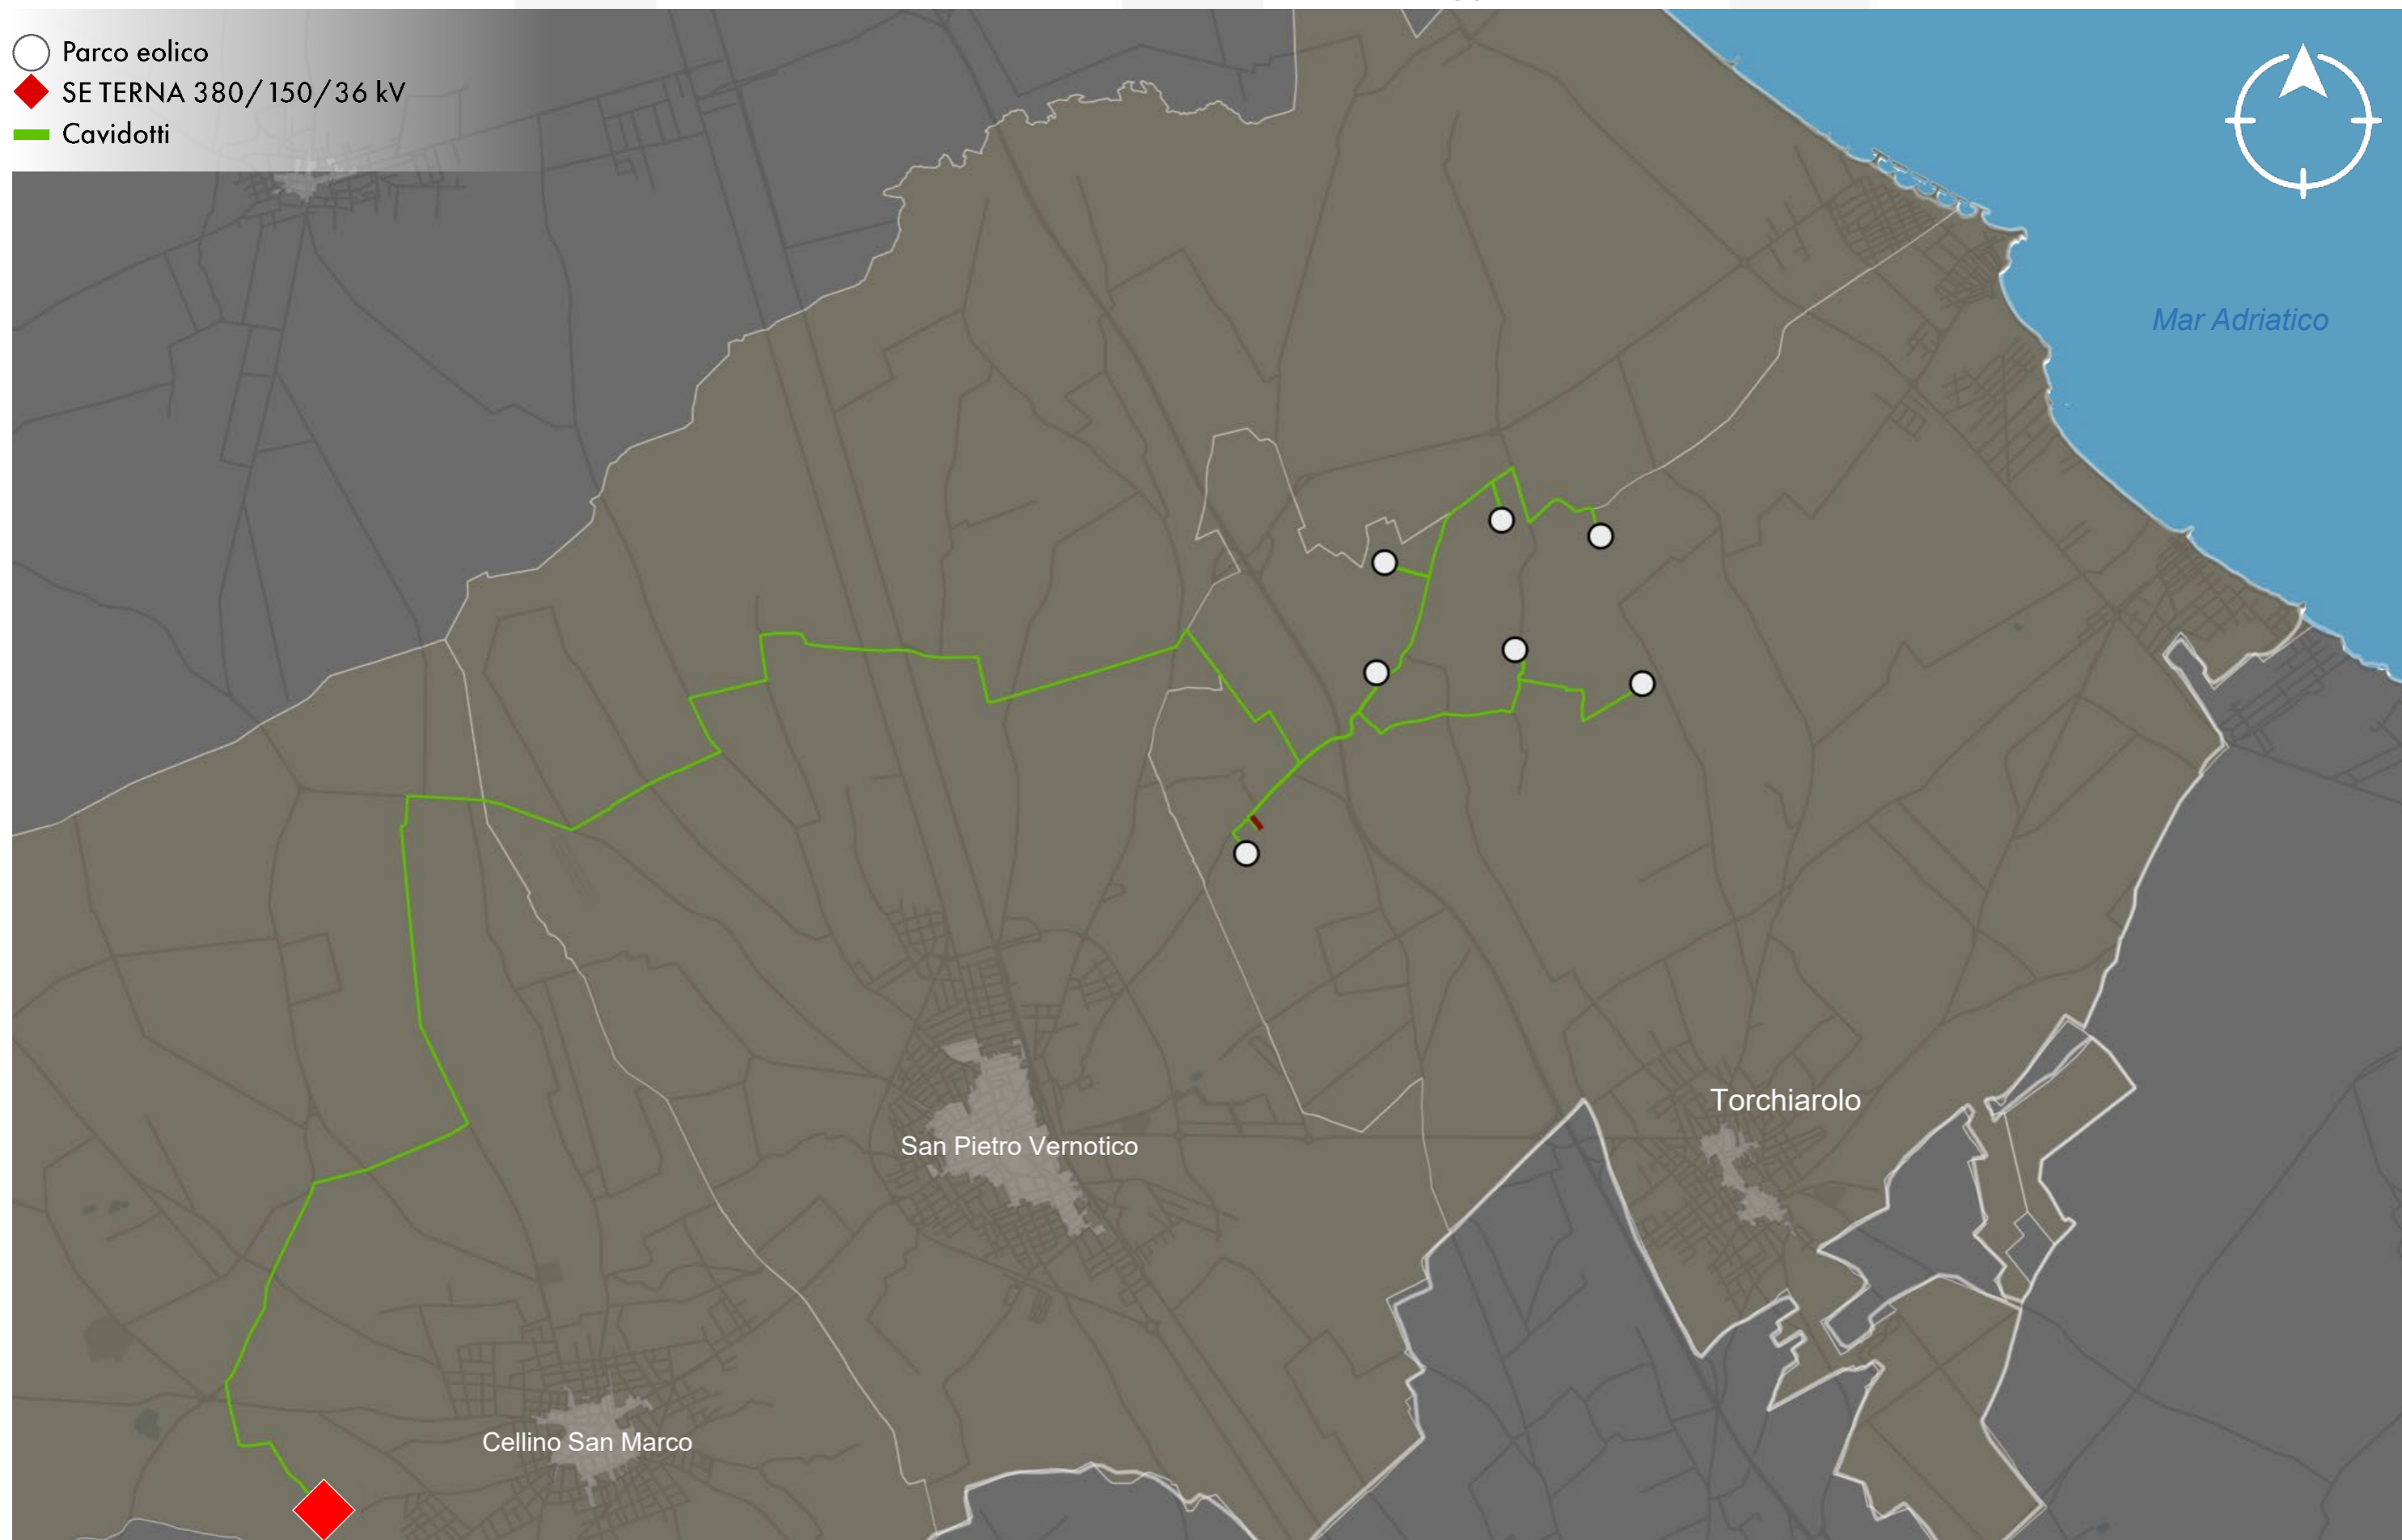 Parco eolico
SE TERNA 380/150/36 kV
Cavidotti
Mar Adriatico
Torchiarolo
San Pietro Vernotico
Cellino San Marco